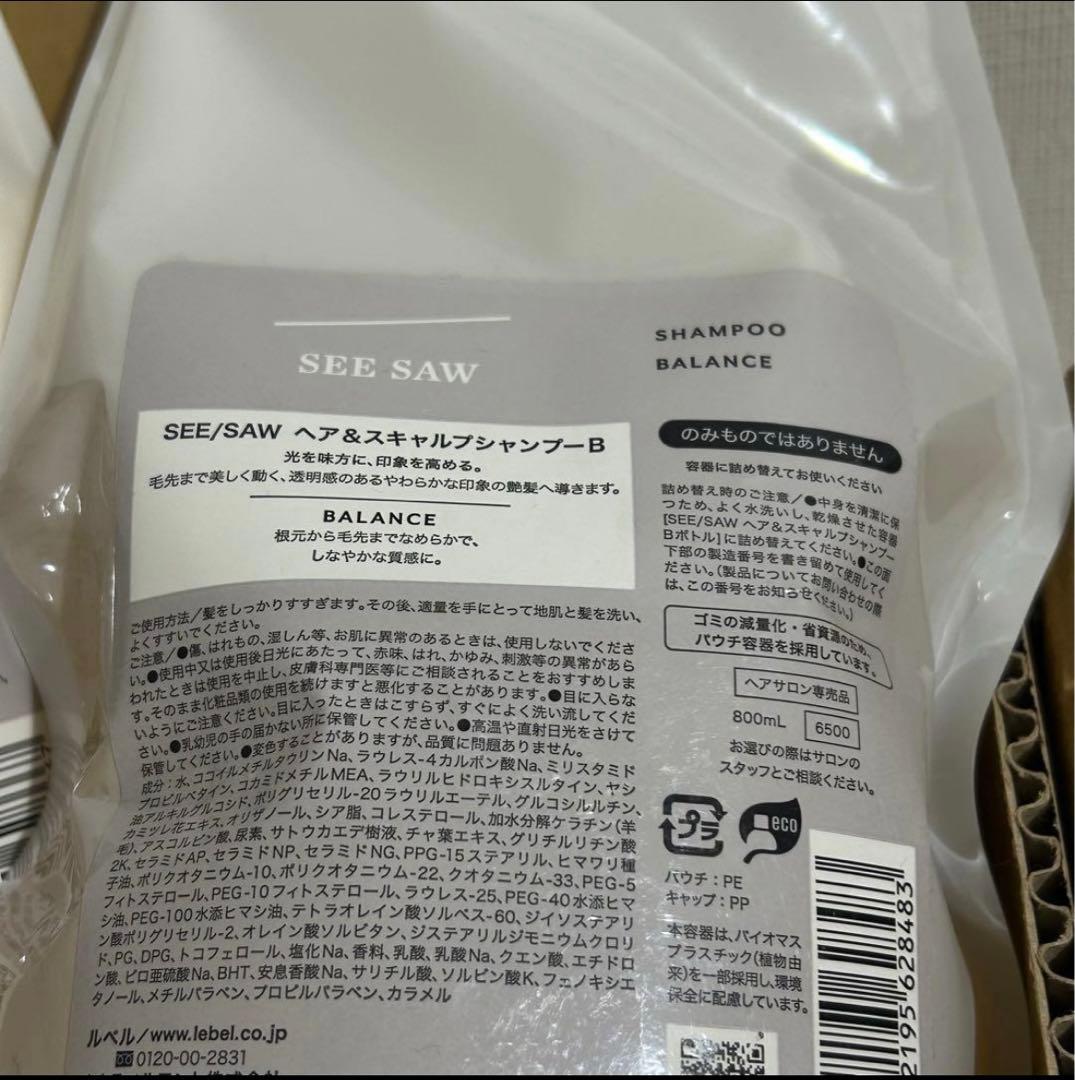 SEE SAW
SEE/SAW ヘア&スキャルプシャンプーB
光を味方に、印象を高める。
毛先まで美しく動く、透明感のあるやわらかな印象の艶髪へ導きます。
BALANCE
根元から毛先までなめらかで、
しなやかな質感に。
ご使用方法/髪をしっかりすすぎます。その後、適量を手にとって地肌と髪を洗い、
よくすすいでください。
ご注意/●傷、はれもの、湿しん等、お肌に異常のあるときは、使用しないでくださ
い。●使用中又は使用後日光にあたって、赤味、はれ、かゆみ、刺激等の異常があら
われたときは使用を中止し、皮膚科専門医等にご相談されることをおすすめしま
す。そのまま化粧品類の使用を続けますと悪化することがあります。●目に入らな
いようにご注意ください。目に入ったときはこすらず、すぐによく洗い流してくだ
さい。●乳幼児の手の届かない所に保管してください。●高温や直射日光をさけて
保管してください。●変色することがありますが、品質に問題ありません。
成分:水、ココイルメチルタウリンNa、ラウレス-4カルボン酸Na、ミリスタミド
プロピルベタイン、コカミドメチルMEA、ラウリルヒドロキシスルタイン、ヤシ
油アルキルグルコシド、ポリグリセリル-20ラウリルエーテル、グルコシルルチン、
カミツレ花エキス、オリザノール、シア脂、コレステロール、加水分解ケラチン(羊
毛)、アスコルビン酸、尿素、サトウカエデ樹液、チャ葉エキス、グリチルリチン酸
2K、セラミドAP、セラミドNP、セラミドNG、PPG-15ステアリル、ヒマワリ種
子油、ポリクオタニウム-10、ポリクオタニウム-22、クオタニウム-33、PEG-5
フィトステロール、PEG-10フィトステロール、ラウレス-25、PEG-40水添ヒマ
シ油、PEG-100水添ヒマシ油、テトラオレイン酸ソルベス-60、ジイソステアリ
ン酸ポリグリセリル-2、オレイン酸ソルビタン、ジステアリルジモニウムクロリ
ド、PG、DPG、トコフェロール、塩化Na、香料、乳酸、乳酸Na、クエン酸、エチドロ
ン酸、ピロ亜硫酸Na、BHT、安息香酸Na、サリチル酸、ソルビン酸K、フェノキシエ
タノール、メチルパラベン、プロピルパラベン、カラメル
ルベル/www.lebel.co.jp
0120-00-2831
SHAMPOO
BALANCE
のみものではありません
容器に詰め替えてお使いください
詰め替え時のご注意/●中身を清潔に保
つため、よく水洗いし、乾燥させた容器
[SEE/SAW ヘア&スキャルプシャンプー
Bボトル]に詰め替えてください。●この面
下部の製造番号を書き留めて使用してく
ださい。(製品についてお問い合わせの際
は、この番号をお知らせください。)
ゴミの減量化・省資源のため、
パウチ容器を採用しています。
ヘアサロン専売品
800mL 6500
お選びの際はサロンの
スタッフとご相談ください。
プラ
eco
パウチ:PE
キャップ:PP
本容器は、バイオマス
プラスチック(植物由
来)を一部採用し、環境
保全に配慮しています。
2195 628483